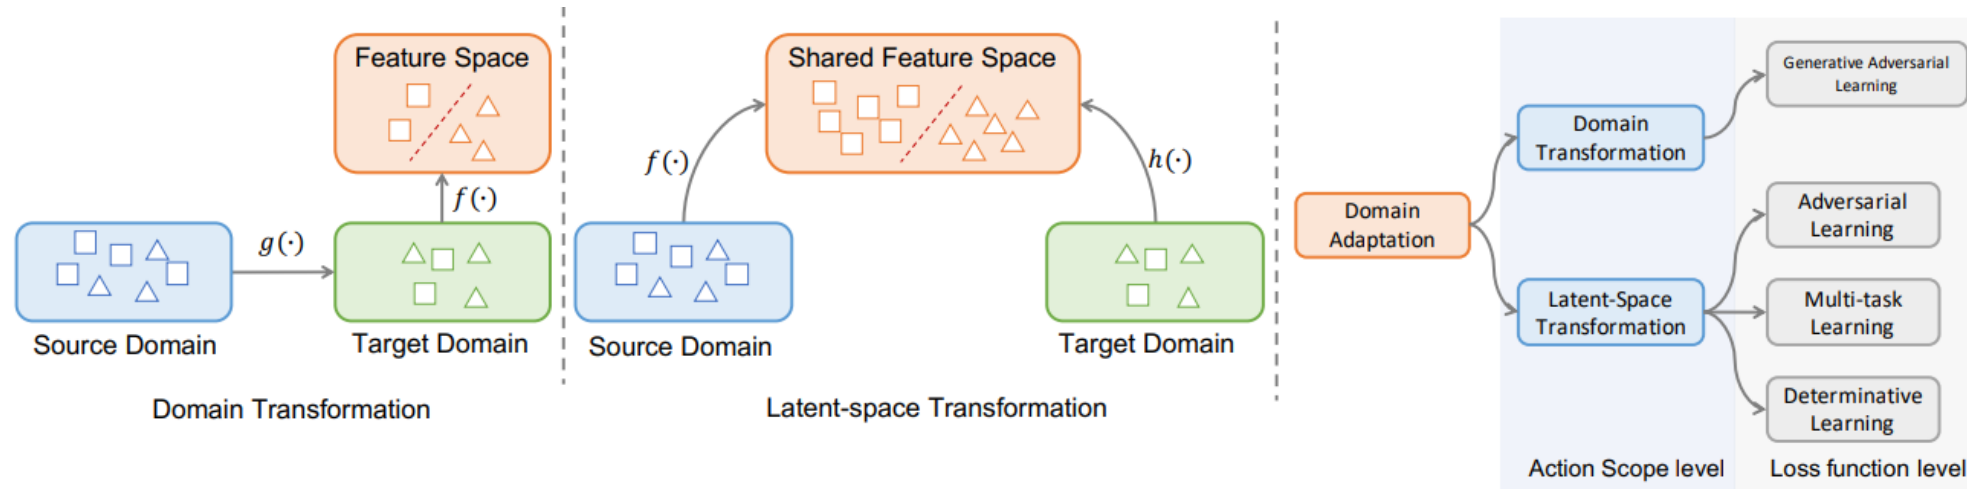 Feature Space
f(·)
g(·)
Source Domain
Target Domain
Domain Transformation
Shared Feature Space
f(·)
h(·)
Source Domain
Target Domain
Latent-space Transformation
Domain
Adaptation
Domain
Transformation
Latent-Space
Transformation
Action Scope level
Generative Adversarial
Learning
Adversarial
Learning
Multi-task
Learning
Determinative
Learning
Loss function level